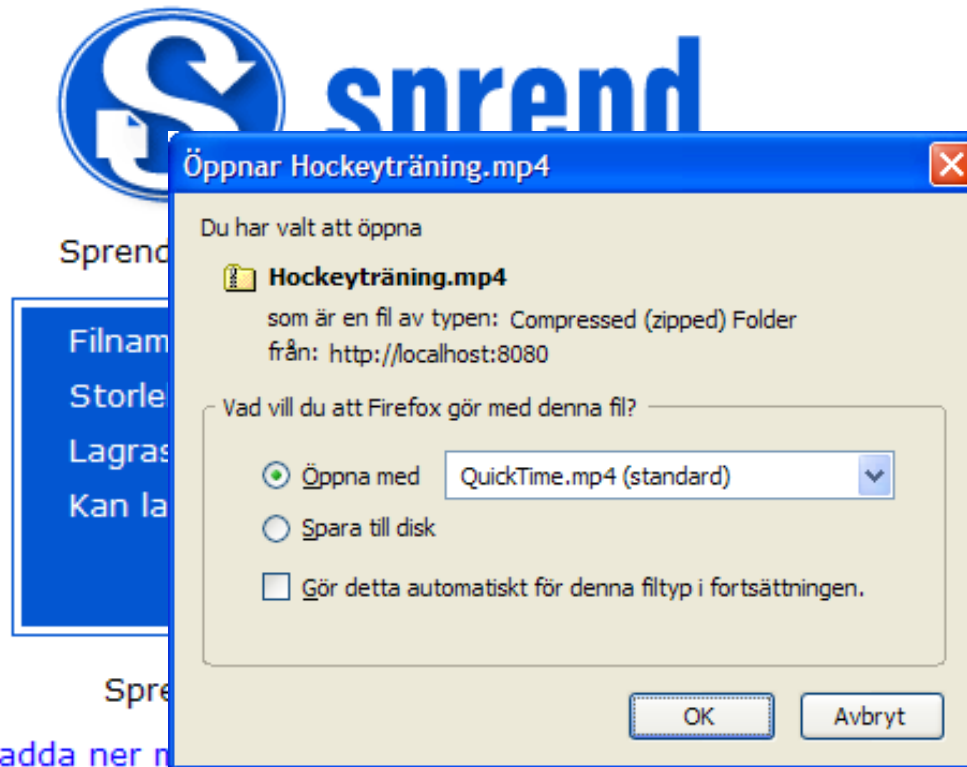 sprend
Öppnar Hockeyträning.mp4
Du har valt att öppna
Hockeyträning.mp4
som är en fil av typen: Compressed (zipped) Folder
från: http://localhost:8080
Vad vill du att Firefox gör med denna fil?
Öppna med QuickTime.mp4 (standard)
Spara till disk
Gör detta automatiskt för denna filtyp i fortsättningen.
OK Avbryt
Sprend
Filnam
Storle
Lagras
Kan la
Spre
adda ner